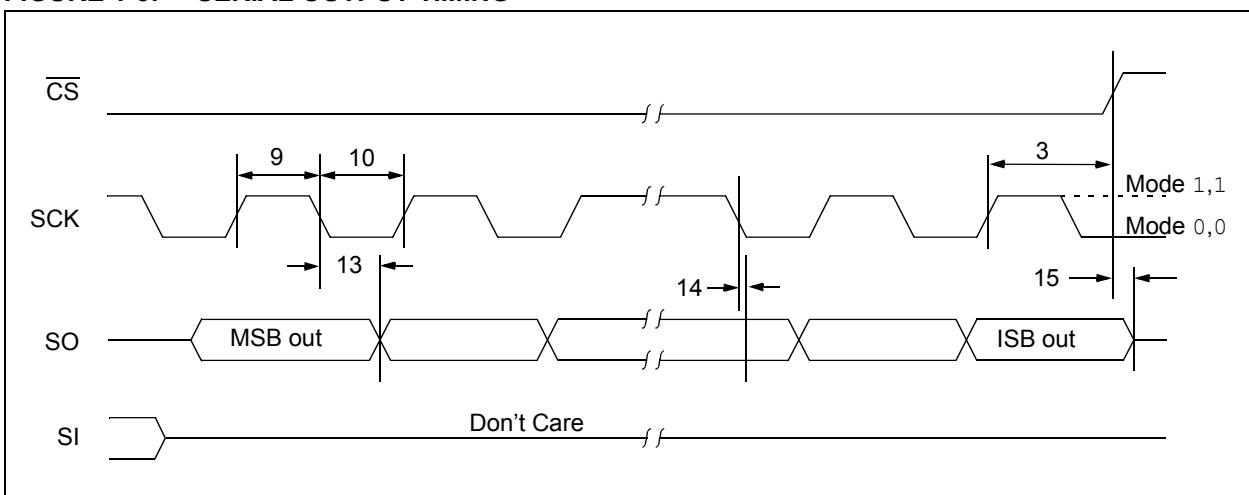 CS
9
10
3
Mode 1,1
SCK
Mode 0,0
13
14
15
SO
MSB out
ISB out
SI
Don't Care